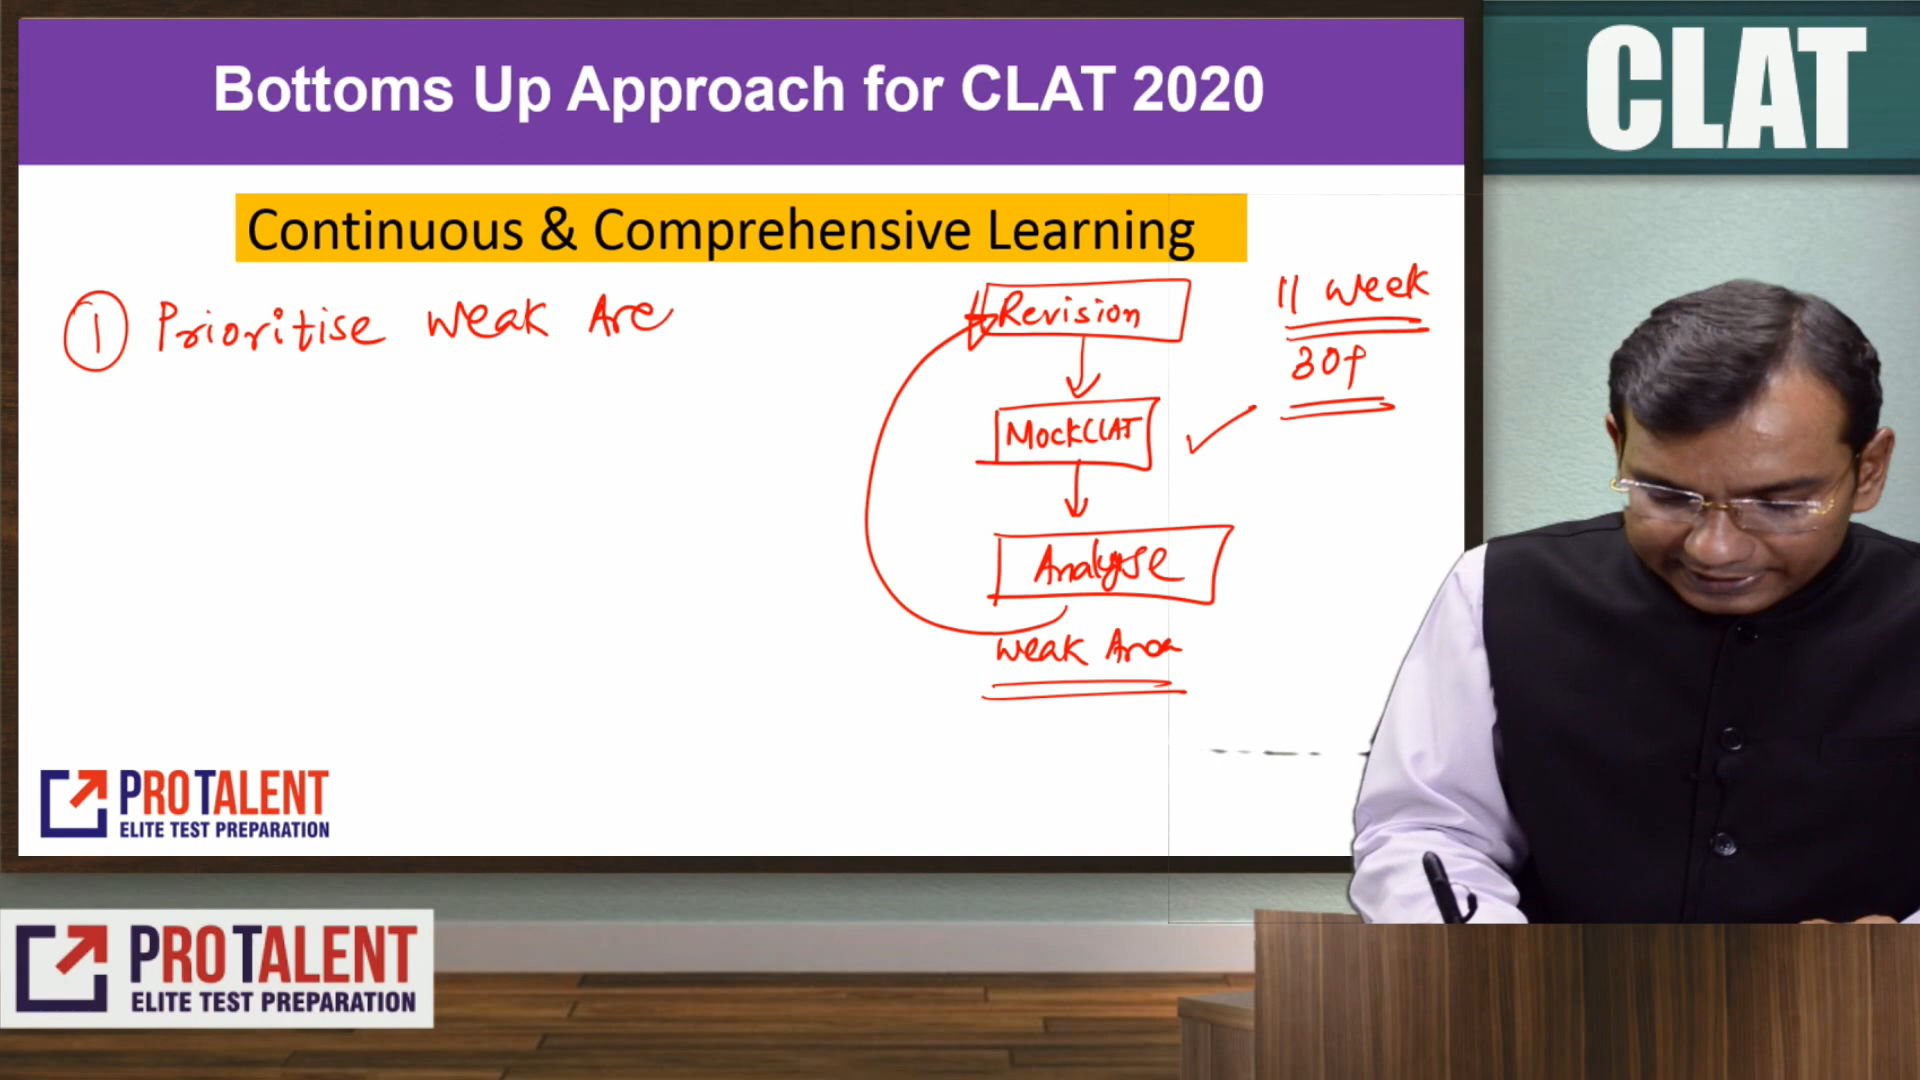 Bottoms Up Approach for CLAT 2020
CLAT
Continuous & Comprehensive Learning
1 Prioritise Weak Are
Revision
MockCLAT
Analyse
Weak Area
11 Week
PROTALENT
ELITE TEST PREPARATION
PROTALENT
ELITE TEST PREPARATION